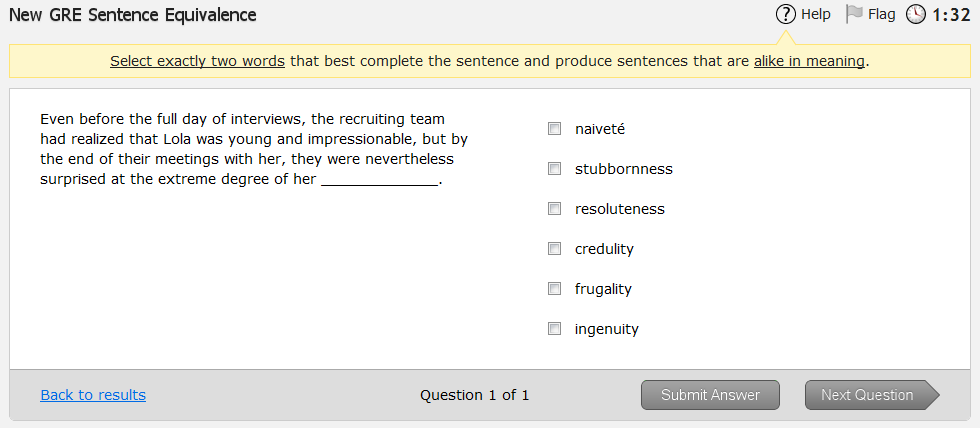 New GRE Sentence Equivalence
? Help Flag 1:32
Select exactly two words that best complete the sentence and produce sentences that are alike in meaning.
Even before the full day of interviews, the recruiting team
had realized that Lola was young and impressionable, but by
the end of their meetings with her, they were nevertheless
surprised at the extreme degree of her ______________.
naiveté
stubbornness
resoluteness
credulity
frugality
ingenuity
Back to results
Question 1 of 1
Submit Answer
Next Question